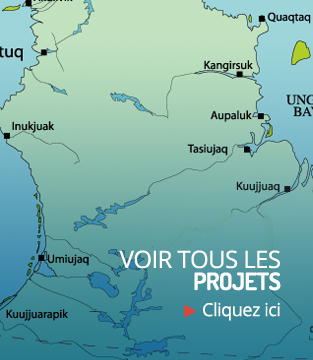 Quaqtaq
tuq
Kangirsuk
UNG
BAY
Aupaluk
Inukjuak
Tasiujaq
Kuujjuaq
VOIR TOUS LES
PROJETS
Umiujaq
Cliquez ici
Kuujjuarapik